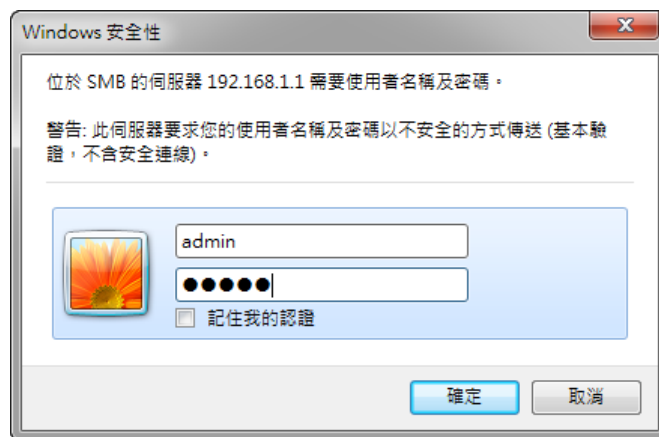 Windows 安全性
位於 SMB 的伺服器 192.168.1.1 需要使用者名稱及密碼。
警告: 此伺服器要求您的使用者名稱及密碼以不安全的方式傳送 (基本驗
證，不含安全連線)。
admin
●●●●●
記住我的認證
確定
取消